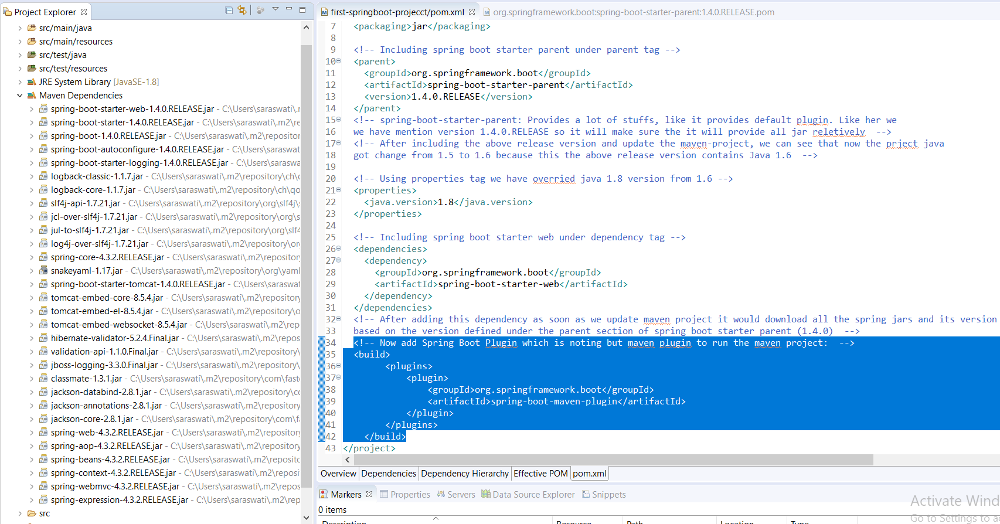 Project Explorer
src/main/java
src/main/resources
src/test/java
src/test/resources
JRE System Library [JavaSE-1.8]
Maven Dependencies
spring-boot-starter-web-1.4.0.RELEASE.jar - C:\Users\saraswati\.r
spring-boot-starter-1.4.0.RELEASE.jar - C:\Users\saraswati\.m2\re
spring-boot-1.4.0.RELEASE.jar - C:\Users\saraswati\.m2\repositor
spring-boot-autoconfigure-1.4.0.RELEASE.jar - C:\Users\saraswat
spring-boot-starter-logging-1.4.0.RELEASE.jar - C:\Users\saraswa
logback-classic-1.1.7.jar - C:\Users\saraswati\.m2\repository\ch\c
logback-core-1.1.7.jar - C:\Users\saraswati\.m2\repository\ch\qo
slf4j-api-1.7.21.jar - C:\Users\saraswati\.m2\repository\org\slf4j\
jcl-over-slf4j-1.7.21.jar - C:\Users\saraswati\.m2\repository\org\s
jul-to-slf4j-1.7.21.jar - C:\Users\saraswati\.m2\repository\org\slf4
log4j-over-slf4j-1.7.21.jar - C:\Users\saraswati\.m2\repository\or
spring-core-4.3.2.RELEASE.jar - C:\Users\saraswati\.m2\repositor
snakeyaml-1.17.jar - C:\Users\saraswati\.m2\repository\org\yaml
spring-boot-starter-tomcat-1.4.0.RELEASE.jar - C:\Users\saraswat
tomcat-embed-core-8.5.4.jar - C:\Users\saraswati\.m2\repository
tomcat-embed-el-8.5.4.jar - C:\Users\saraswati\.m2\repository\o
tomcat-embed-websocket-8.5.4.jar - C:\Users\saraswati\.m2\rep
hibernate-validator-5.2.4.Final.jar - C:\Users\saraswati\.m2\repos
validation-api-1.1.0.Final.jar - C:\Users\saraswati\.m2\repository\
jboss-logging-3.3.0.Final.jar - C:\Users\saraswati\.m2\repository\
classmate-1.3.1.jar - C:\Users\saraswati\.m2\repository\com\fast
jackson-databind-2.8.1.jar - C:\Users\saraswati\.m2\repository\cc
jackson-annotations-2.8.1.jar - C:\Users\saraswati\.m2\repository
jackson-core-2.8.1.jar - C:\Users\saraswati\.m2\repository\com\f
spring-web-4.3.2.RELEASE.jar - C:\Users\saraswati\.m2\repository
spring-aop-4.3.2.RELEASE.jar - C:\Users\saraswati\.m2\repository
spring-beans-4.3.2.RELEASE.jar - C:\Users\saraswati\.m2\reposito
spring-context-4.3.2.RELEASE.jar - C:\Users\saraswati\.m2\reposi
spring-webmvc-4.3.2.RELEASE.jar - C:\Users\saraswati\.m2\repos
spring-expression-4.3.2.RELEASE.jar - C:\Users\saraswati\.m2\rep
src
first-springboot-projecct/pom.xml
org.springframework.boot:spring-boot-starter-parent:1.4.0.RELEASE.pom
7 <packaging>jar</packaging>
8
9 <!-- Including spring boot starter parent under parent tag -->
10 <parent>
11 <groupId>org.springframework.boot</groupId>
12 <artifactId>spring-boot-starter-parent</artifactId>
13 <version>1.4.0.RELEASE</version>
14 </parent>
15 <!-- spring-boot-starter-parent: Provides a lot of stuffs, like it provides default plugin. Like her we
16 we have mention version 1.4.0.RELEASE so it will make sure the it will provide all jar reletively -->
17 <!-- After including the above release version and update the maven-project, we can see that now the prject java
18 got change from 1.5 to 1.6 because this the above release version contains Java 1.6 -->
19
20 <!-- Using properties tag we have overried java 1.8 version from 1.6 -->
21 <properties>
22 <java.version>1.8</java.version>
23 </properties>
24
25 <!-- Including spring boot starter web under dependency tag -->
26 <dependencies>
27 <dependency>
28 <groupId>org.springframework.boot</groupId>
29 <artifactId>spring-boot-starter-web</artifactId>
30 </dependency>
31 </dependencies>
32 <!-- After adding this dependency as soon as we update maven project it would download all the spring jars and its version
33 based on the version defined under the parent section of spring boot starter parent (1.4.0) -->
34 <!-- Now add Spring Boot Plugin which is noting but maven plugin to run the maven project: -->
35 <build>
36 <plugins>
37 <plugin>
38 <groupId>org.springframework.boot</groupId>
39 <artifactId>spring-boot-maven-plugin</artifactId>
40 </plugin>
41 </plugins>
42 </build>
43 </project>
Overview Dependencies Dependency Hierarchy Effective POM pom.xml
Markers Properties Servers Data Source Explorer Snippets
0 items
Description Resource Path Location Type
Activate Wind
Go to Settings to a